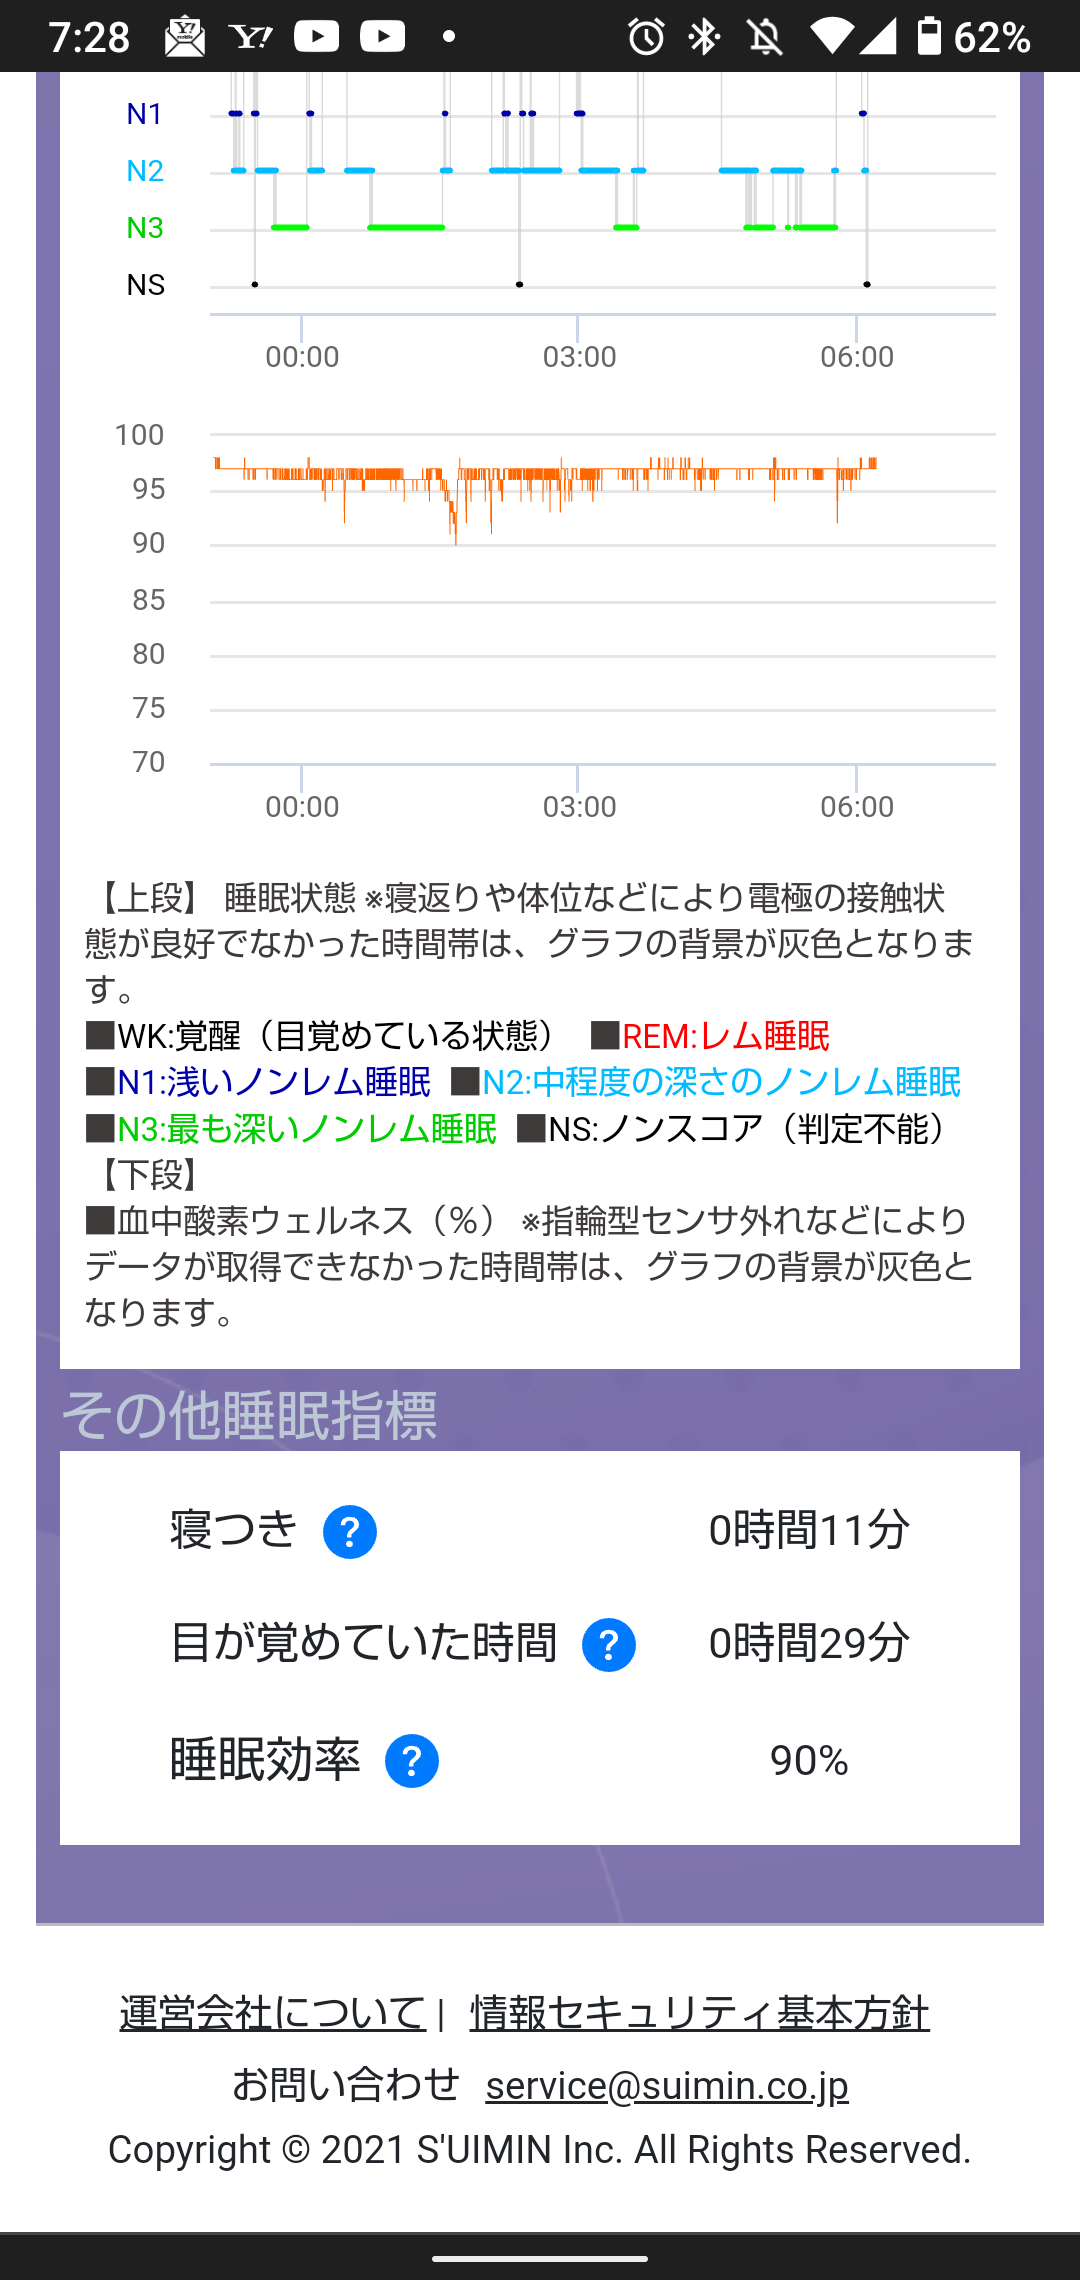 7:28 62%
N1
N2
N3
NS
00:00 03:00 06:00
100
95
90
85
80
75
70
00:00 03:00 06:00
【上段】 睡眠状態 ※寝返りや体位などにより電極の接触状
態が良好でなかった時間帯は、グラフの背景が灰色となりま
す。
■WK:覚醒（目覚めている状態） ■REM:レム睡眠
■N1:浅いノンレム睡眠 ■N2:中程度の深さのノンレム睡眠
■N3:最も深いノンレム睡眠 ■NS:ノンスコア（判定不能）
【下段】
■血中酸素ウェルネス（％） ※指輪型センサ外れなどにより
データが取得できなかった時間帯は、グラフの背景が灰色と
なります。
その他睡眠指標
寝つき ? 0時間11分
目が覚めていた時間 ? 0時間29分
睡眠効率 ? 90%
運営会社について | 情報セキュリティ基本方針
お問い合わせ service@suimin.co.jp
Copyright © 2021 S'UIMIN Inc. All Rights Reserved.